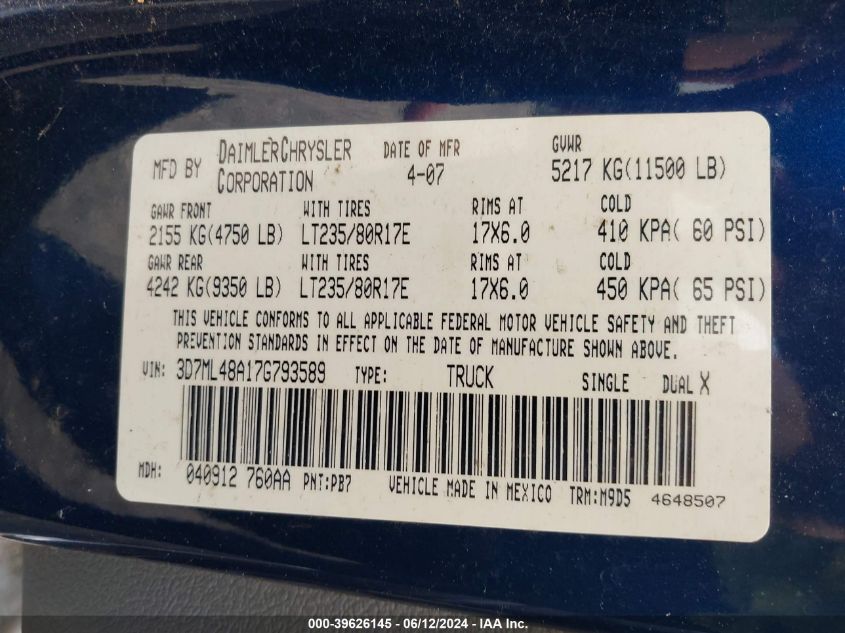 MFD BY DAIMLERCHRYSLER CORPORATION DATE OF MFR 4-07 GVWR 5217 KG(11500 LB)
GAWR FRONT WITH TIRES RIMS AT COLD
2155 KG(4750 LB) LT235/80R17E 17X6.0 410 KPA( 60 PSI)
GAWR REAR WITH TIRES RIMS AT COLD
4242 KG(9350 LB) LT235/80R17E 17X6.0 450 KPA( 65 PSI)
THIS VEHICLE CONFORMS TO ALL APPLICABLE FEDERAL MOTOR VEHICLE SAFETY AND THEFT
PREVENTION STANDARDS IN EFFECT ON THE DATE OF MANUFACTURE SHOWN ABOVE.
VIN: 3D7ML48A17G793589 TYPE: TRUCK SINGLE DUAL X
MDH: 040912 760AA PNT:PB7 VEHICLE MADE IN MEXICO TRM:M9D5 4648507
000-39626145 - 06/12/2024 - IAA Inc.